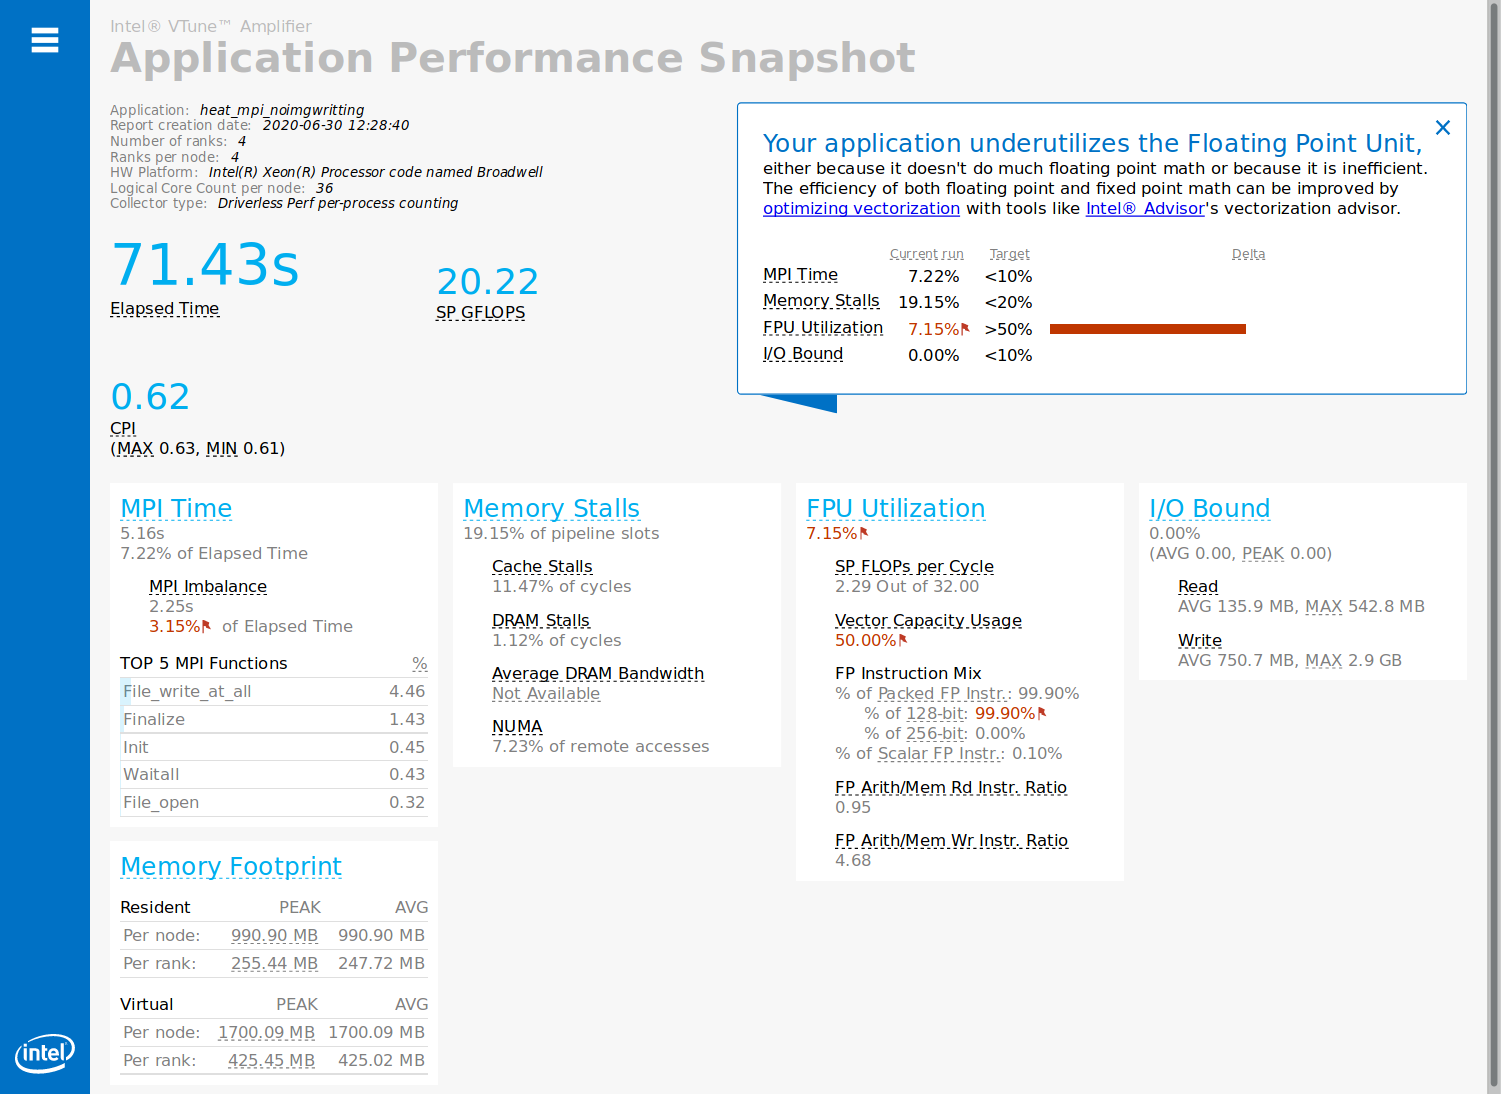 Intel® VTune™ Amplifier
Application Performance Snapshot
Application: heat_mpi_noimgwritting
Report creation date: 2020-06-30 12:28:40
Number of ranks: 4
Ranks per node: 4
HW Platform: Intel(R) Xeon(R) Processor code named Broadwell
Logical Core Count per node: 36
Collector type: Driverless Perf per-process counting
71.43s
Elapsed Time
20.22
SP GFLOPS
0.62
CPI
(MAX 0.63, MIN 0.61)
Your application underutilizes the Floating Point Unit,
either because it doesn't do much floating point math or because it is inefficient.
The efficiency of both floating point and fixed point math can be improved by
optimizing vectorization with tools like Intel® Advisor's vectorization advisor.
Current run Target Delta
MPI Time 7.22% <10%
Memory Stalls 19.15% <20%
FPU Utilization 7.15% >50%
I/O Bound 0.00% <10%
MPI Time
5.16s
7.22% of Elapsed Time
MPI Imbalance
2.25s
3.15% of Elapsed Time
TOP 5 MPI Functions %
File_write_at_all 4.46
Finalize 1.43
Init 0.45
Waitall 0.43
File_open 0.32
Memory Footprint
Resident PEAK AVG
Per node: 990.90 MB 990.90 MB
Per rank: 255.44 MB 247.72 MB
Virtual PEAK AVG
Per node: 1700.09 MB 1700.09 MB
Per rank: 425.45 MB 425.02 MB
Memory Stalls
19.15% of pipeline slots
Cache Stalls
11.47% of cycles
DRAM Stalls
1.12% of cycles
Average DRAM Bandwidth
Not Available
NUMA
7.23% of remote accesses
FPU Utilization
7.15%
SP FLOPs per Cycle
2.29 Out of 32.00
Vector Capacity Usage
50.00%
FP Instruction Mix
% of Packed FP Instr.: 99.90%
% of 128-bit: 99.90%
% of 256-bit: 0.00%
% of Scalar FP Instr.: 0.10%
FP Arith/Mem Rd Instr. Ratio
0.95
FP Arith/Mem Wr Instr. Ratio
4.68
I/O Bound
0.00%
(AVG 0.00, PEAK 0.00)
Read
AVG 135.9 MB, MAX 542.8 MB
Write
AVG 750.7 MB, MAX 2.9 GB
intel